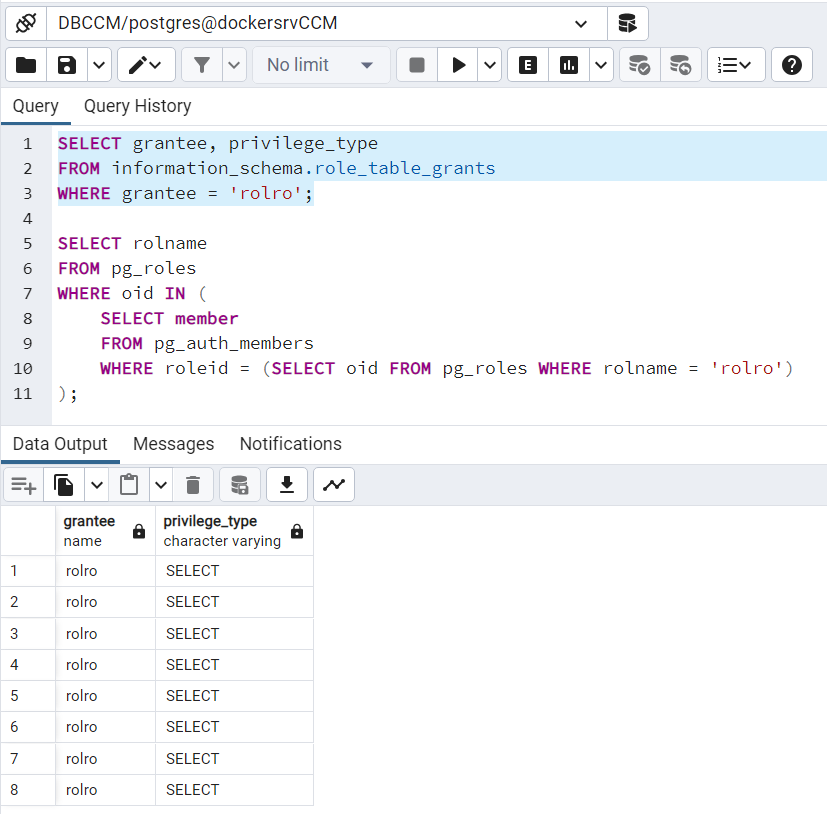 DBCCM/postgres@dockersrvCCM
No limit
E
Query Query History
1 SELECT grantee, privilege_type
2 FROM information_schema.role_table_grants
3 WHERE grantee = 'rolro';
4
5 SELECT rolname
6 FROM pg_roles
7 WHERE oid IN (
8 SELECT member
9 FROM pg_auth_members
10 WHERE roleid = (SELECT oid FROM pg_roles WHERE rolname = 'rolro')
11 );
Data Output Messages Notifications
grantee privilege_type
name character varying
1 rolro SELECT
2 rolro SELECT
3 rolro SELECT
4 rolro SELECT
5 rolro SELECT
6 rolro SELECT
7 rolro SELECT
8 rolro SELECT